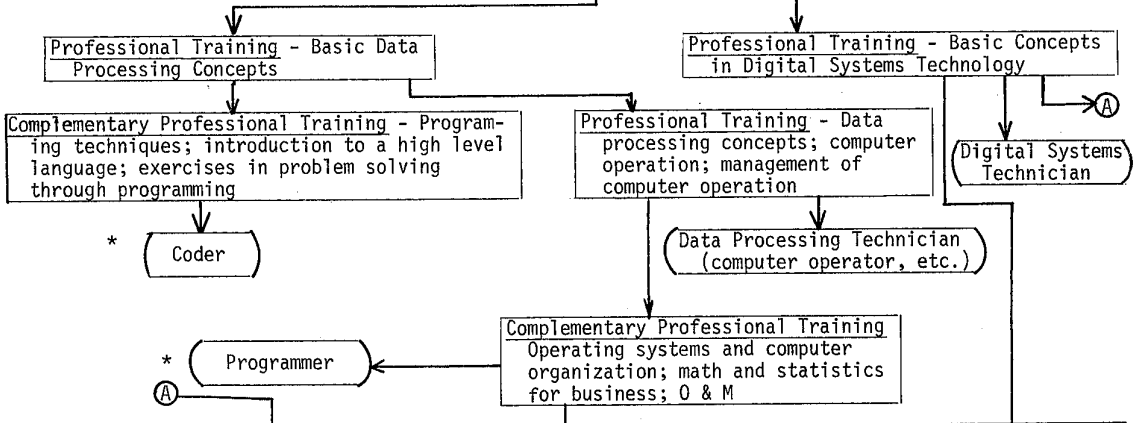 Professional Training - Basic Data
Processing Concepts
Professional Training - Basic Concepts
in Digital Systems Technology
A
Complementary Professional Training - Program-
ing techniques; introduction to a high level
language; exercises in problem solving
through programming
Professional Training - Data
processing concepts; computer
operation; management of
computer operation
Digital Systems
Technician
* Coder
Data Processing Technician
(computer operator, etc.)
Complementary Professional Training
Operating systems and computer
organization; math and statistics
for business; O & M
* Programmer
A